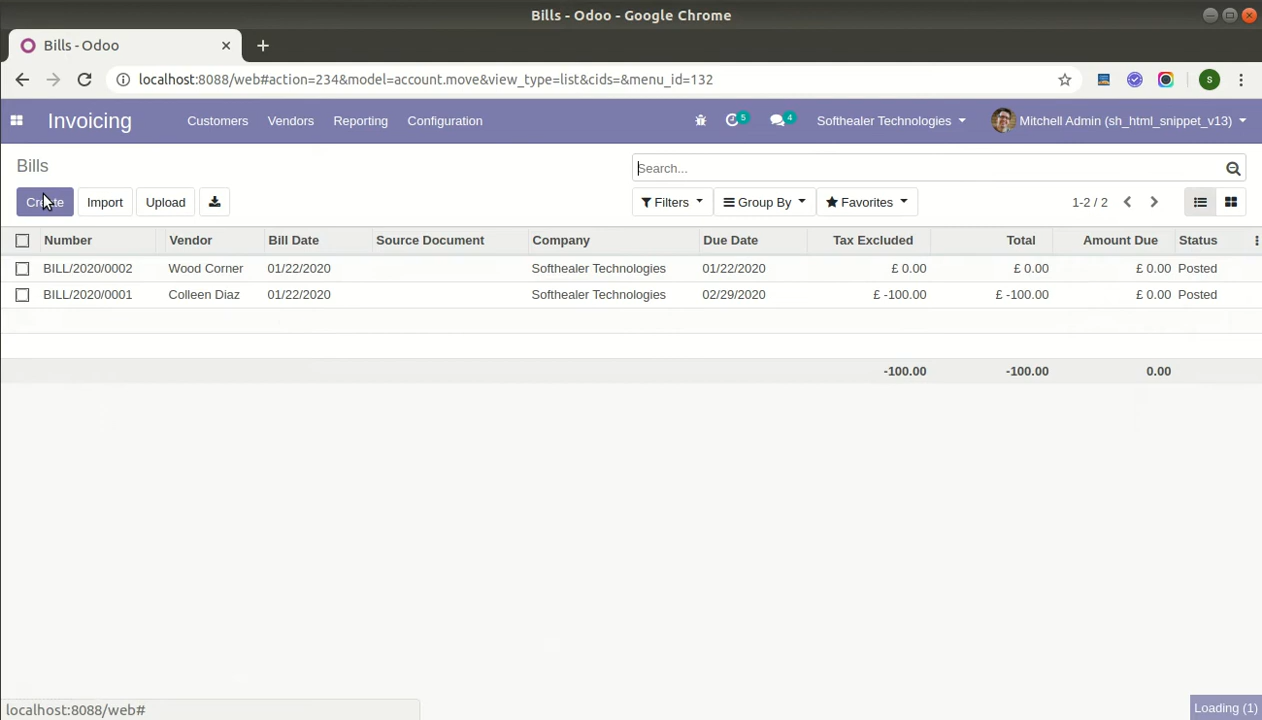 Bills - Odoo - Google Chrome
Bills - Odoo
localhost:8088/web#action=234&model=account.move&view_type=list&cids=&menu_id=132
S
Invoicing Customers Vendors Reporting Configuration 5 4 Softhealer Technologies Mitchell Admin (sh_html_snippet_v13)
Bills
Search...
Create Import Upload Filters Group By Favorites 1-2 / 2
Number Vendor Bill Date Source Document Company Due Date Tax Excluded Total Amount Due Status
BILL/2020/0002 Wood Corner 01/22/2020 Softhealer Technologies 01/22/2020 £ 0.00 £ 0.00 £ 0.00 Posted
BILL/2020/0001 Colleen Diaz 01/22/2020 Softhealer Technologies 02/29/2020 £ -100.00 £ -100.00 £ 0.00 Posted
-100.00 -100.00 0.00
localhost:8088/web#
Loading (1)